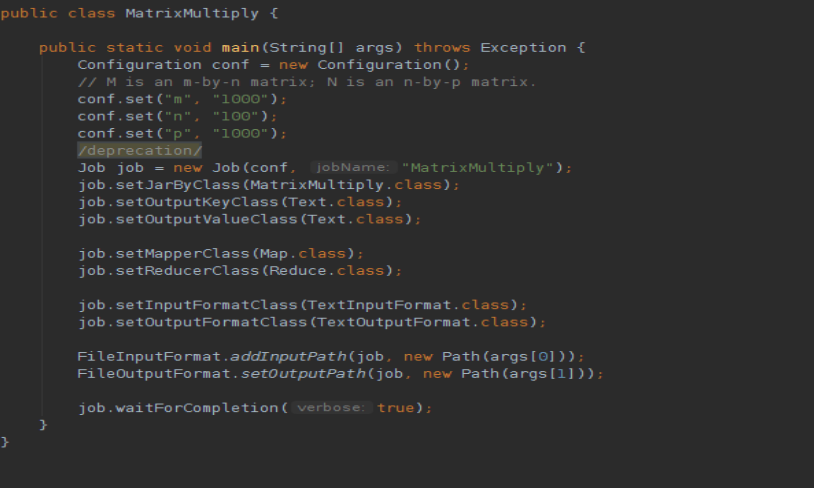 public class MatrixMultiply {
public static void main(String[] args) throws Exception {
Configuration conf = new Configuration();
// M is an m-by-n matrix; N is an n-by-p matrix.
conf.set("m", "1000");
conf.set("n", "100");
conf.set("p", "1000");
/deprecation/
Job job = new Job(conf, jobName: "MatrixMultiply");
job.setJarByClass(MatrixMultiply.class);
job.setOutputKeyClass(Text.class);
job.setOutputValueClass(Text.class);
job.setMapperClass(Map.class);
job.setReducerClass(Reduce.class);
job.setInputFormatClass(TextInputFormat.class);
job.setOutputFormatClass(TextOutputFormat.class);
FileInputFormat.addInputPath(job, new Path(args[0]));
FileOutputFormat.setOutputPath(job, new Path(args[1]));
job.waitForCompletion( verbose: true);
}
}